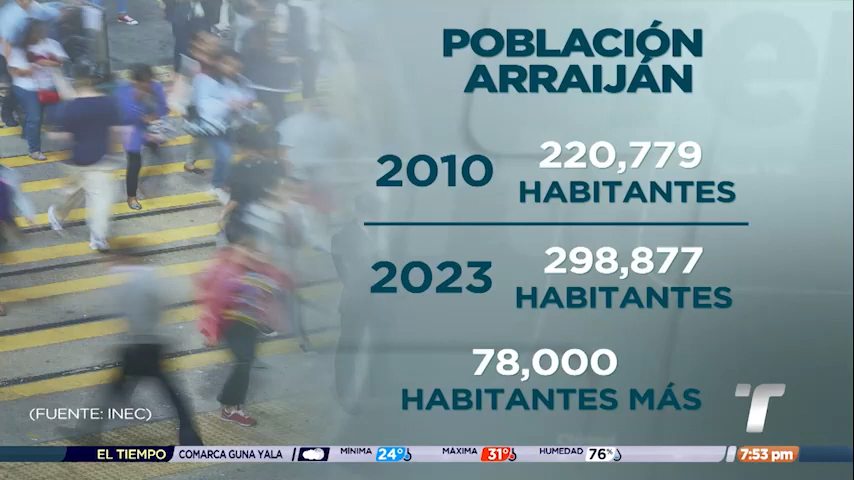 POBLACIÓN
ARRAIJÁN
2010 220,779
HABITANTES
2023 298,877
HABITANTES
78,000
HABITANTES MÁS
(FUENTE: INEC)
EL TIEMPO COMARCA GUNA YALA MÍNIMA 24° MÁXIMA 31° HUMEDAD 76% 7:53 pm